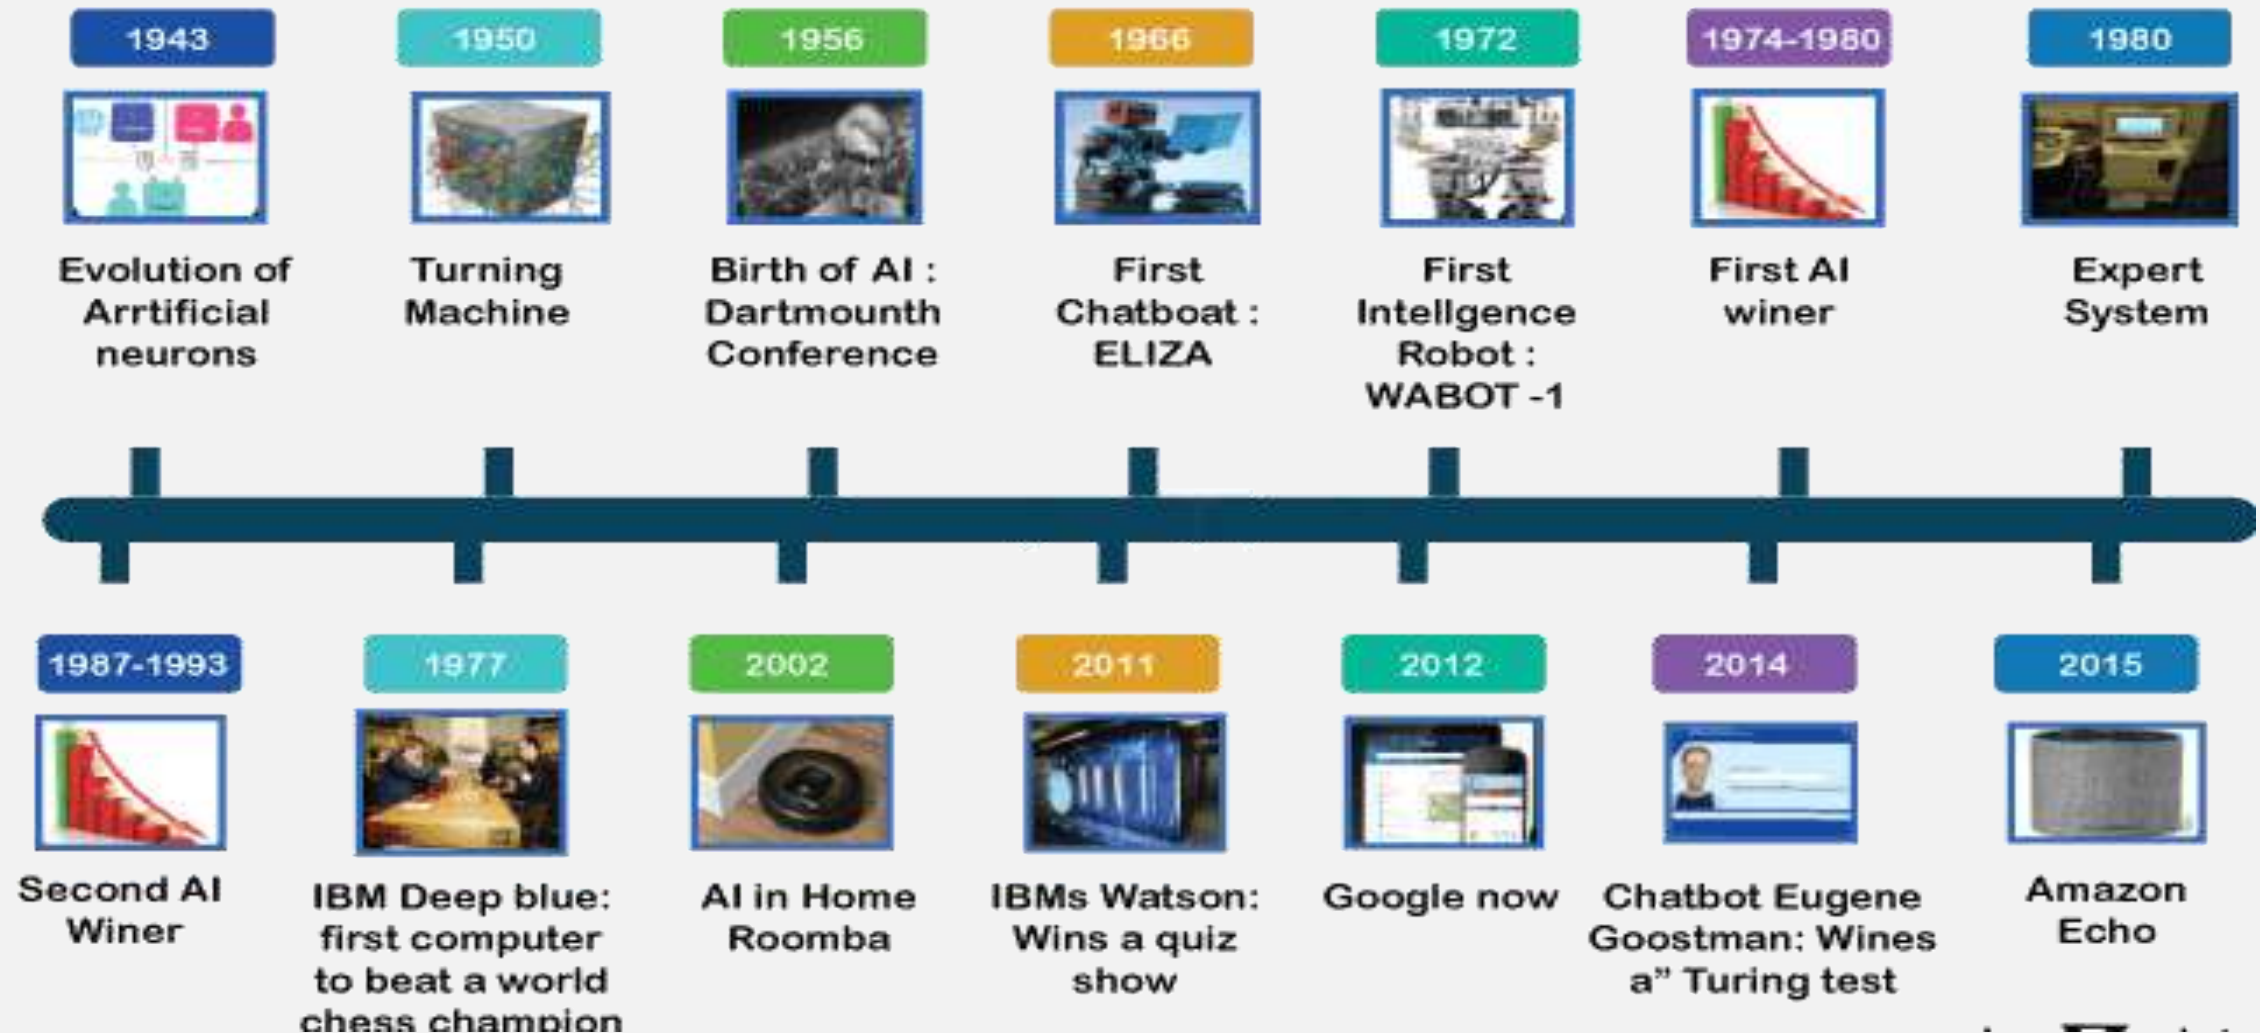 1943
Evolution of
Arrtificial
neurons
1950
Turning
Machine
1956
Birth of AI :
Dartmounth
Conference
1966
First
Chatboat :
ELIZA
1972
First
Intellgence
Robot :
WABOT -1
1974-1980
First AI
winer
1980
Expert
System
1987-1993
Second AI
Winer
1977
IBM Deep blue:
first computer
to beat a world
chess champion
2002
AI in Home
Roomba
2011
IBMs Watson:
Wins a quiz
show
2012
Google now
2014
Chatbot Eugene
Goostman: Wines
a” Turing test
2015
Amazon
Echo